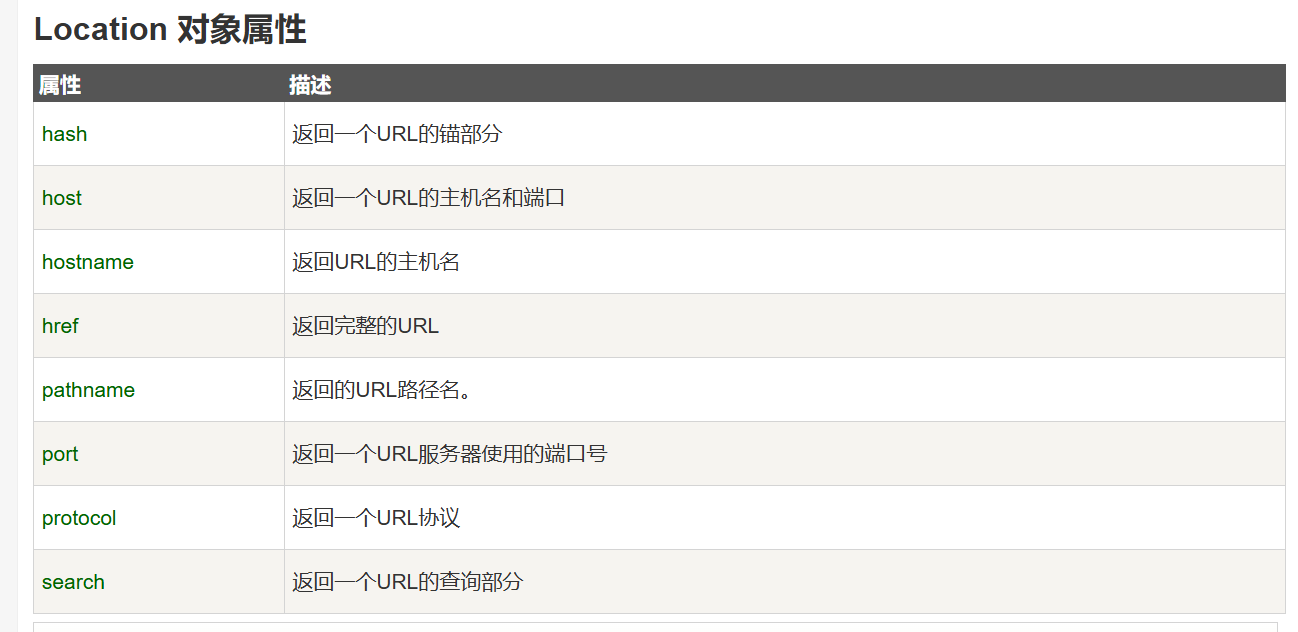 Location 对象属性
属性 描述
hash 返回一个URL的锚部分
host 返回一个URL的主机名和端口
hostname 返回URL的主机名
href 返回完整的URL
pathname 返回的URL路径名。
port 返回一个URL服务器使用的端口号
protocol 返回一个URL协议
search 返回一个URL的查询部分